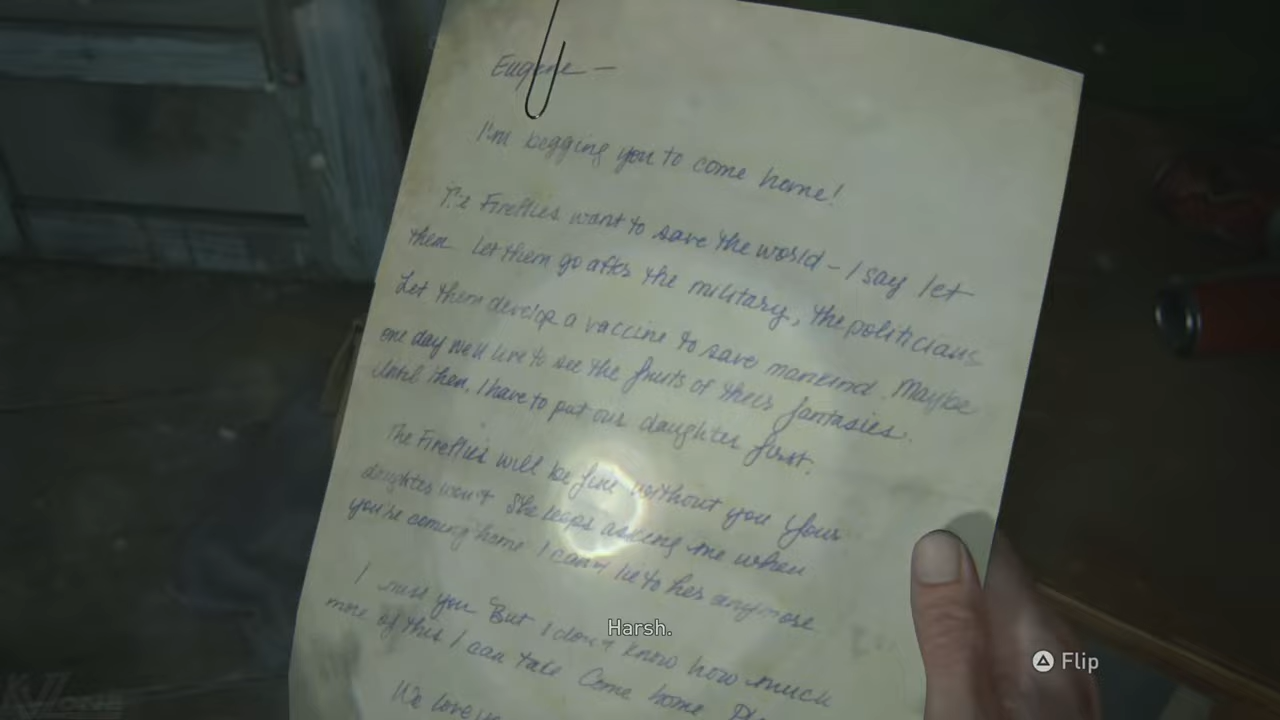 Eugene —
I'm begging you to come home!
The Fireflies want to save the world – I say let
them. Let them go after the military, the politicians
Let them develop a vaccine to save mankind. Maybe
one day we'll live to see the fruits of their fantasies.
Until then, I have to put our daughter first.
The Fireflies will be fine without you. Your
daughter won't. She keeps asking me when
you're coming home. I can't lie to her anymore.
I miss you. But I don't know how much
more of this I can take. Come home.
We love
Harsh.
Flip